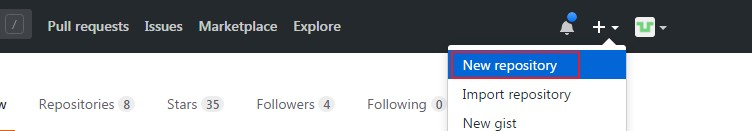 / Pull requests Issues Marketplace Explore
New repository
Repositories 8 Stars 35 Followers 4 Following 0
Import repository
New gist